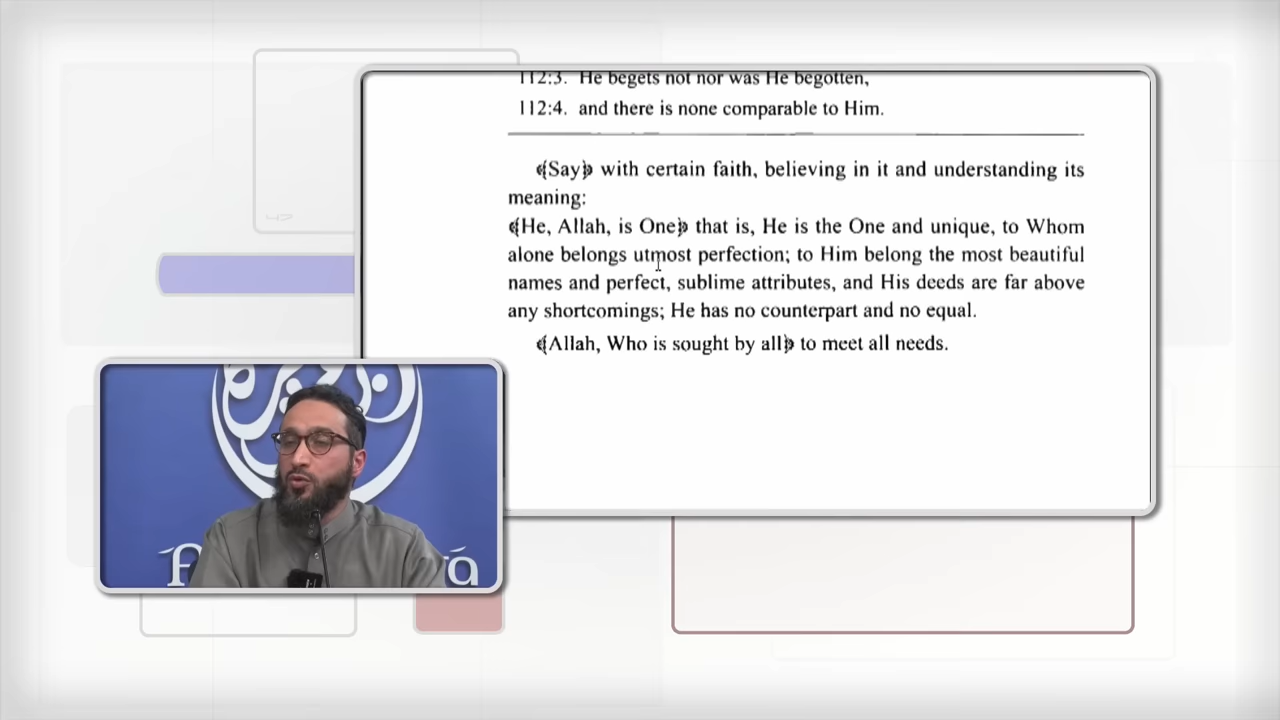 112:3. He begets not nor was He begotten,
112:4. and there is none comparable to Him.
﴾Say﴿ with certain faith, believing in it and understanding its
meaning:
﴾He, Allah, is One﴿ that is, He is the One and unique, to Whom
alone belongs utmost perfection; to Him belong the most beautiful
names and perfect, sublime attributes, and His deeds are far above
any shortcomings; He has no counterpart and no equal.
﴾Allah, Who is sought by all﴿ to meet all needs.